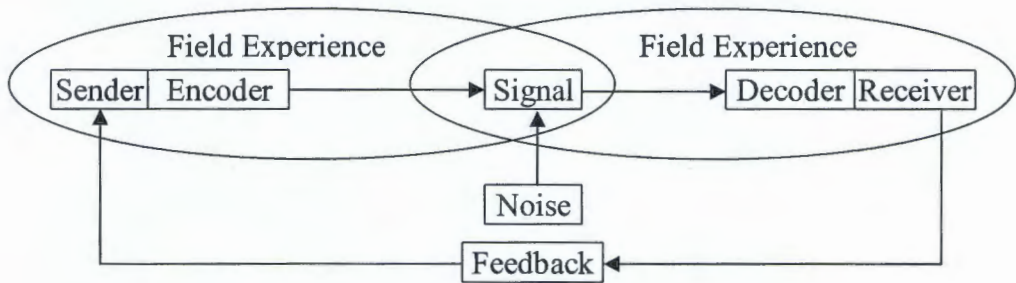 Field Experience Field Experience
Sender Encoder Signal Decoder Receiver
Noise
Feedback